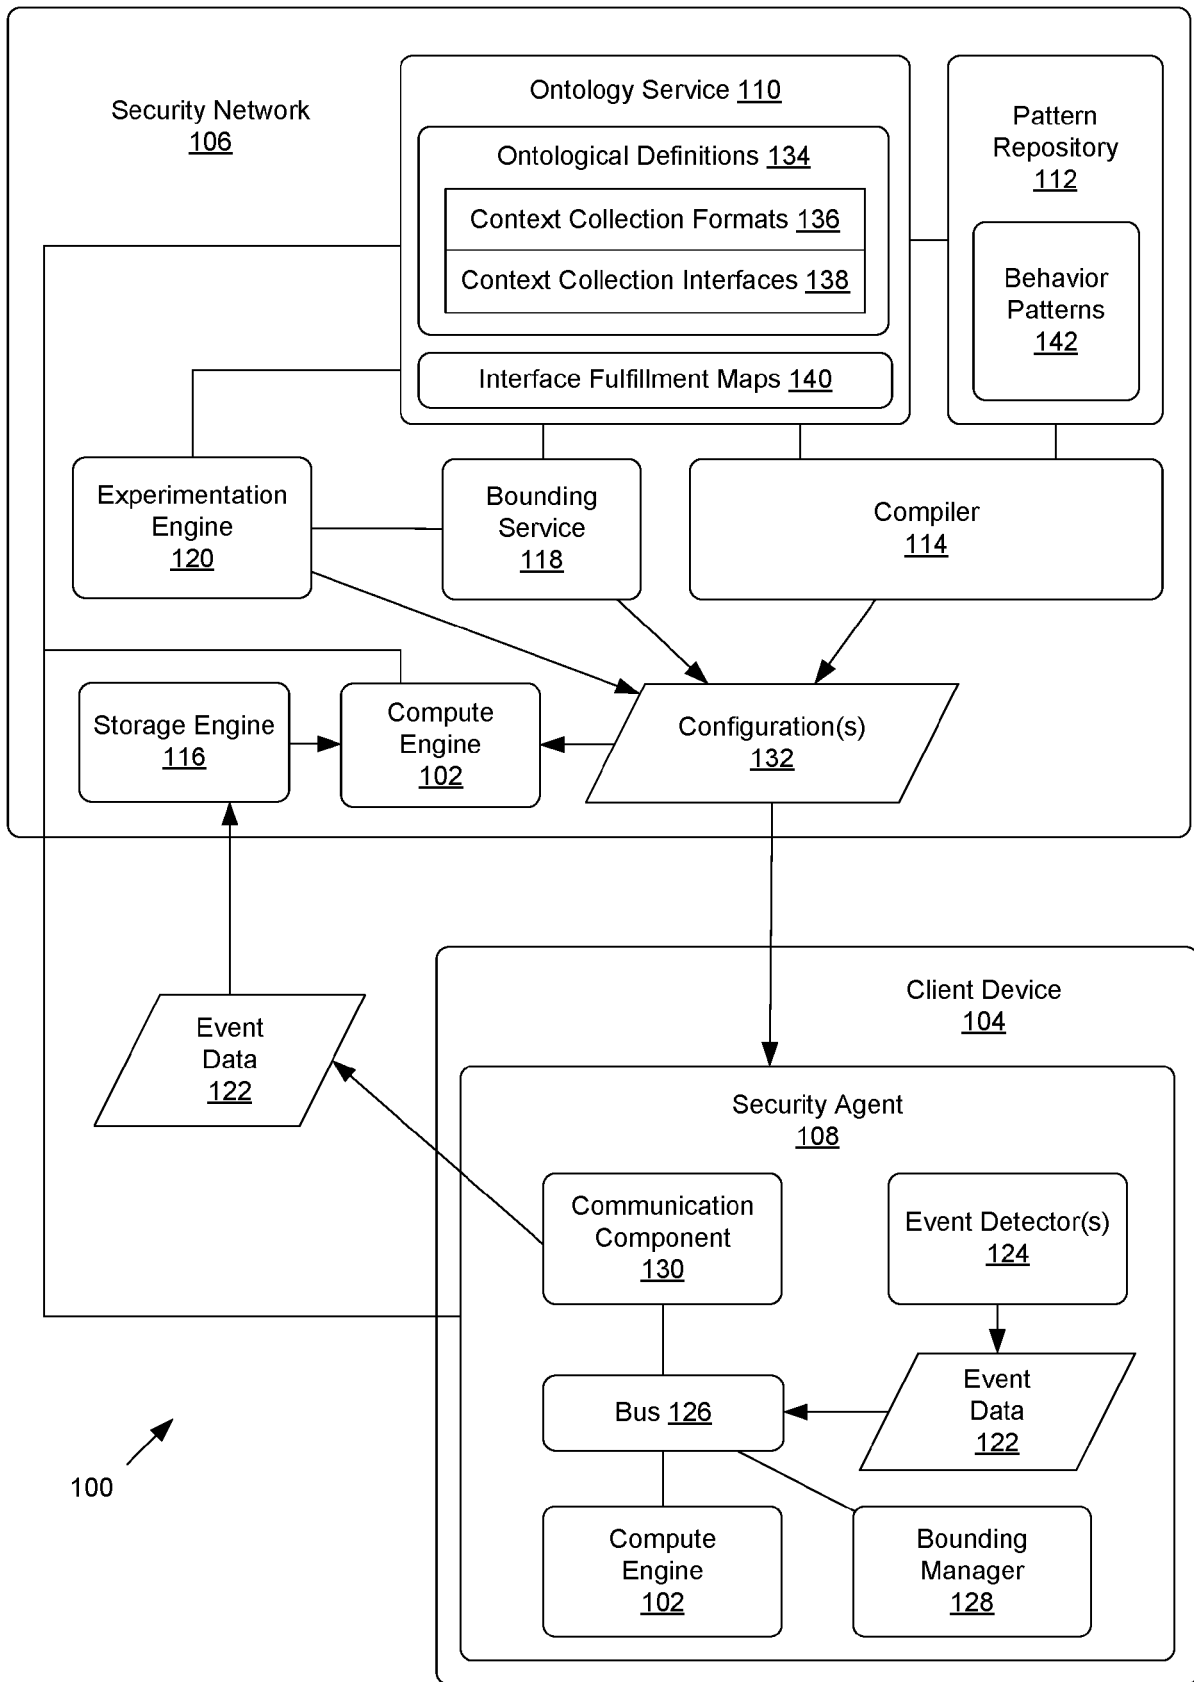 Security Network
106
Ontology Service 110
Ontological Definitions 134
Context Collection Formats 136
Context Collection Interfaces 138
Interface Fulfillment Maps 140
Pattern
Repository
112
Behavior
Patterns
142
Experimentation
Engine
120
Bounding
Service
118
Compiler
114
Storage Engine
116
Compute
Engine
102
Configuration(s)
132
Event
Data
122
Client Device
104
Security Agent
108
Communication
Component
130
Event Detector(s)
124
Bus 126
Event
Data
122
100
Compute
Engine
102
Bounding
Manager
128